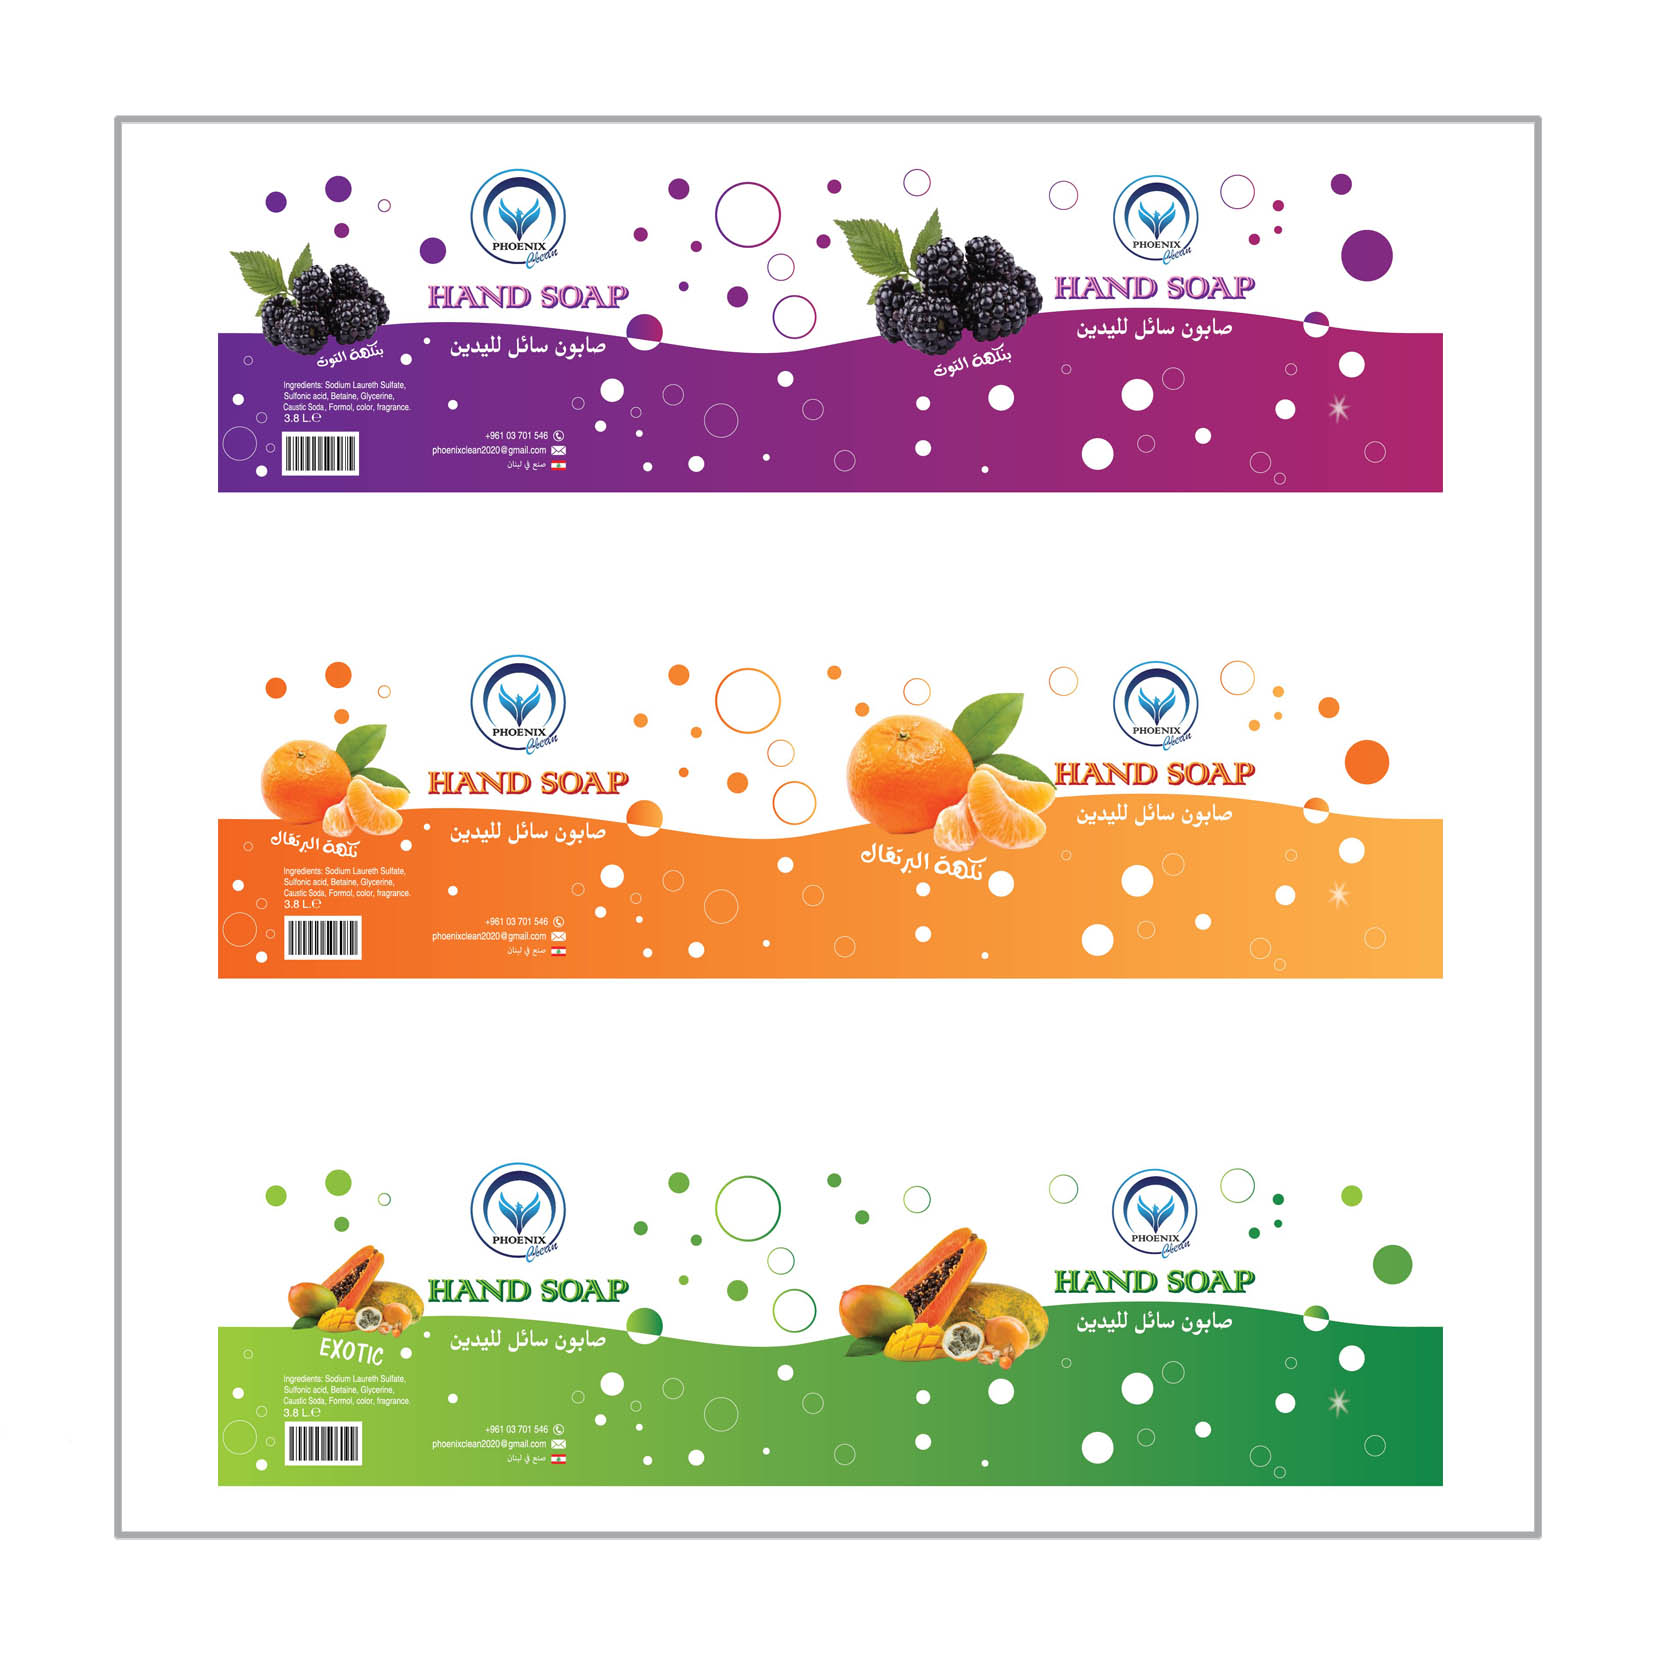 PHOENIX
Clean
HAND SOAP
صابون سائل لليدين
بنكهة التوت
Ingredients: Sodium Laureth Sulfate,
Sulfonic acid, Betaine, Glycerine,
Caustic Soda, Formol, color, fragrance.
3.8 L.℮
+961 03 701 546
phoenixclean2020@gmail.com
صنع في لبنان
بنكهة التوت
PHOENIX
Clean
HAND SOAP
صابون سائل لليدين
PHOENIX
Clean
HAND SOAP
صابون سائل لليدين
نكهة البرتقال
Ingredients: Sodium Laureth Sulfate,
Sulfonic acid, Betaine, Glycerine,
Caustic Soda, Formol, color, fragrance.
3.8 L.℮
+961 03 701 546
phoenixclean2020@gmail.com
صنع في لبنان
نكهة البرتقال
PHOENIX
Clean
HAND SOAP
صابون سائل لليدين
PHOENIX
Clean
HAND SOAP
صابون سائل لليدين
EXOTIC
Ingredients: Sodium Laureth Sulfate,
Sulfonic acid, Betaine, Glycerine,
Caustic Soda, Formol, color, fragrance.
3.8 L.℮
+961 03 701 546
phoenixclean2020@gmail.com
صنع في لبنان
PHOENIX
Clean
HAND SOAP
صابون سائل لليدين